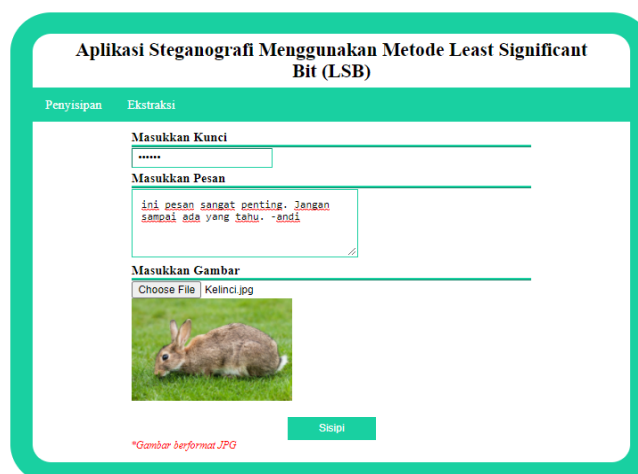 Aplikasi Steganografi Menggunakan Metode Least Significant
Bit (LSB)
Penyisipan Ekstraksi
Masukkan Kunci
••••••
Masukkan Pesan
ini pesan sangat penting. Jangan
sampai ada yang tahu. -andi
Masukkan Gambar
Choose File Kelinci.jpg
Sisipi
*Gambar berformat JPG